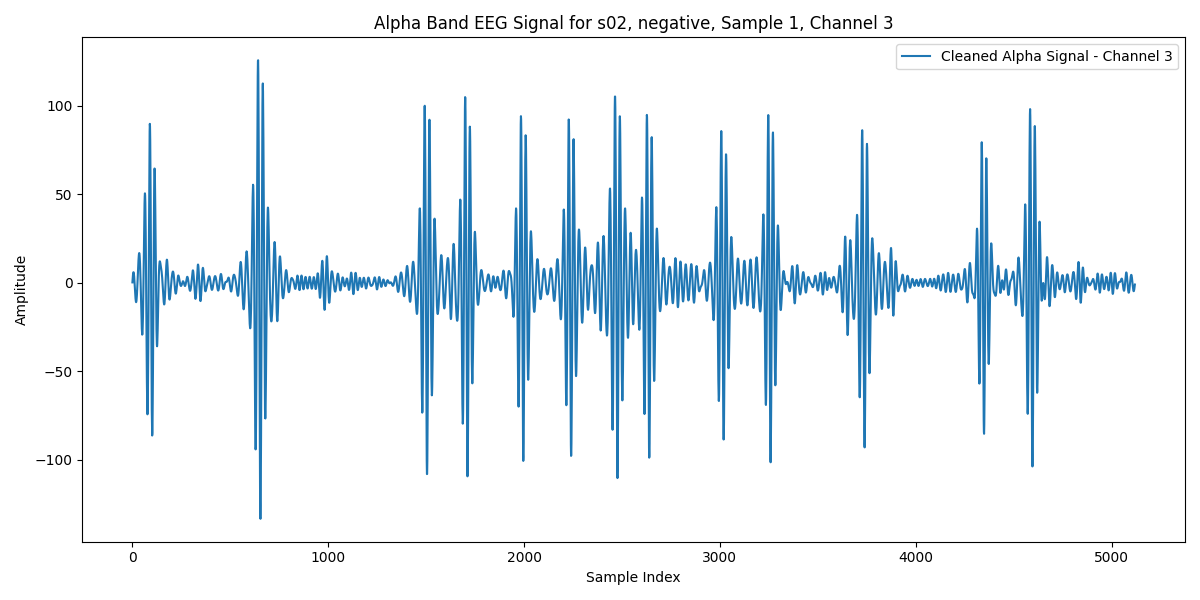 Alpha Band EEG Signal for s02, negative, Sample 1, Channel 3
Cleaned Alpha Signal - Channel 3
Amplitude
100
50
0
−50
−100
0 1000 2000 3000 4000 5000
Sample Index